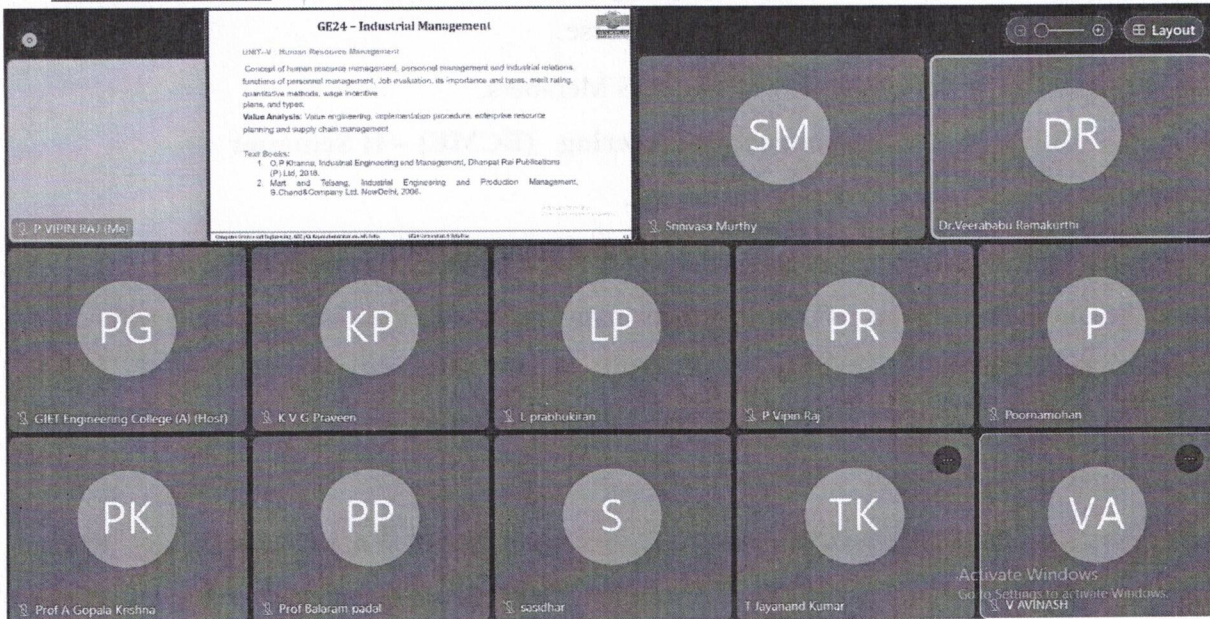 GE24 – Industrial Management
UNIT-V Human Resource Management
Concept of human resource management, personnel management and industrial relations,
functions of personnel management, Job evaluation, its importance and types, merit rating,
quantitative methods, wage incentive
plans, and types.
Value Analysis: Value engineering, implementation procedure, enterprise resource
planning and supply chain management
Text Books:
1. O.P Khanna, Industrial Engineering and Management, Dhanpat Rai Publications
(P) Ltd, 2018.
2. Mart and Telsang, Industrial Engineering and Production Management,
S.Chand&Company Ltd. NewDelhi, 2006.
Layout
P VIPIN RAJ (Me)
SM
Srinivasa Murthy
DR
Dr.Veerababu Ramakurthi
PG
GIET Engineering College (A) (Host)
KP
K V G Praveen
LP
L prabhukiran
PR
P Vipin Raj
P
Poornamohan
PK
Prof A Gopala Krishna
PP
Prof Balaram padal
S
sasidhar
TK
T Jayanand Kumar
VA
V AVINASH
Activate Windows
Go to Settings to activate Windows.